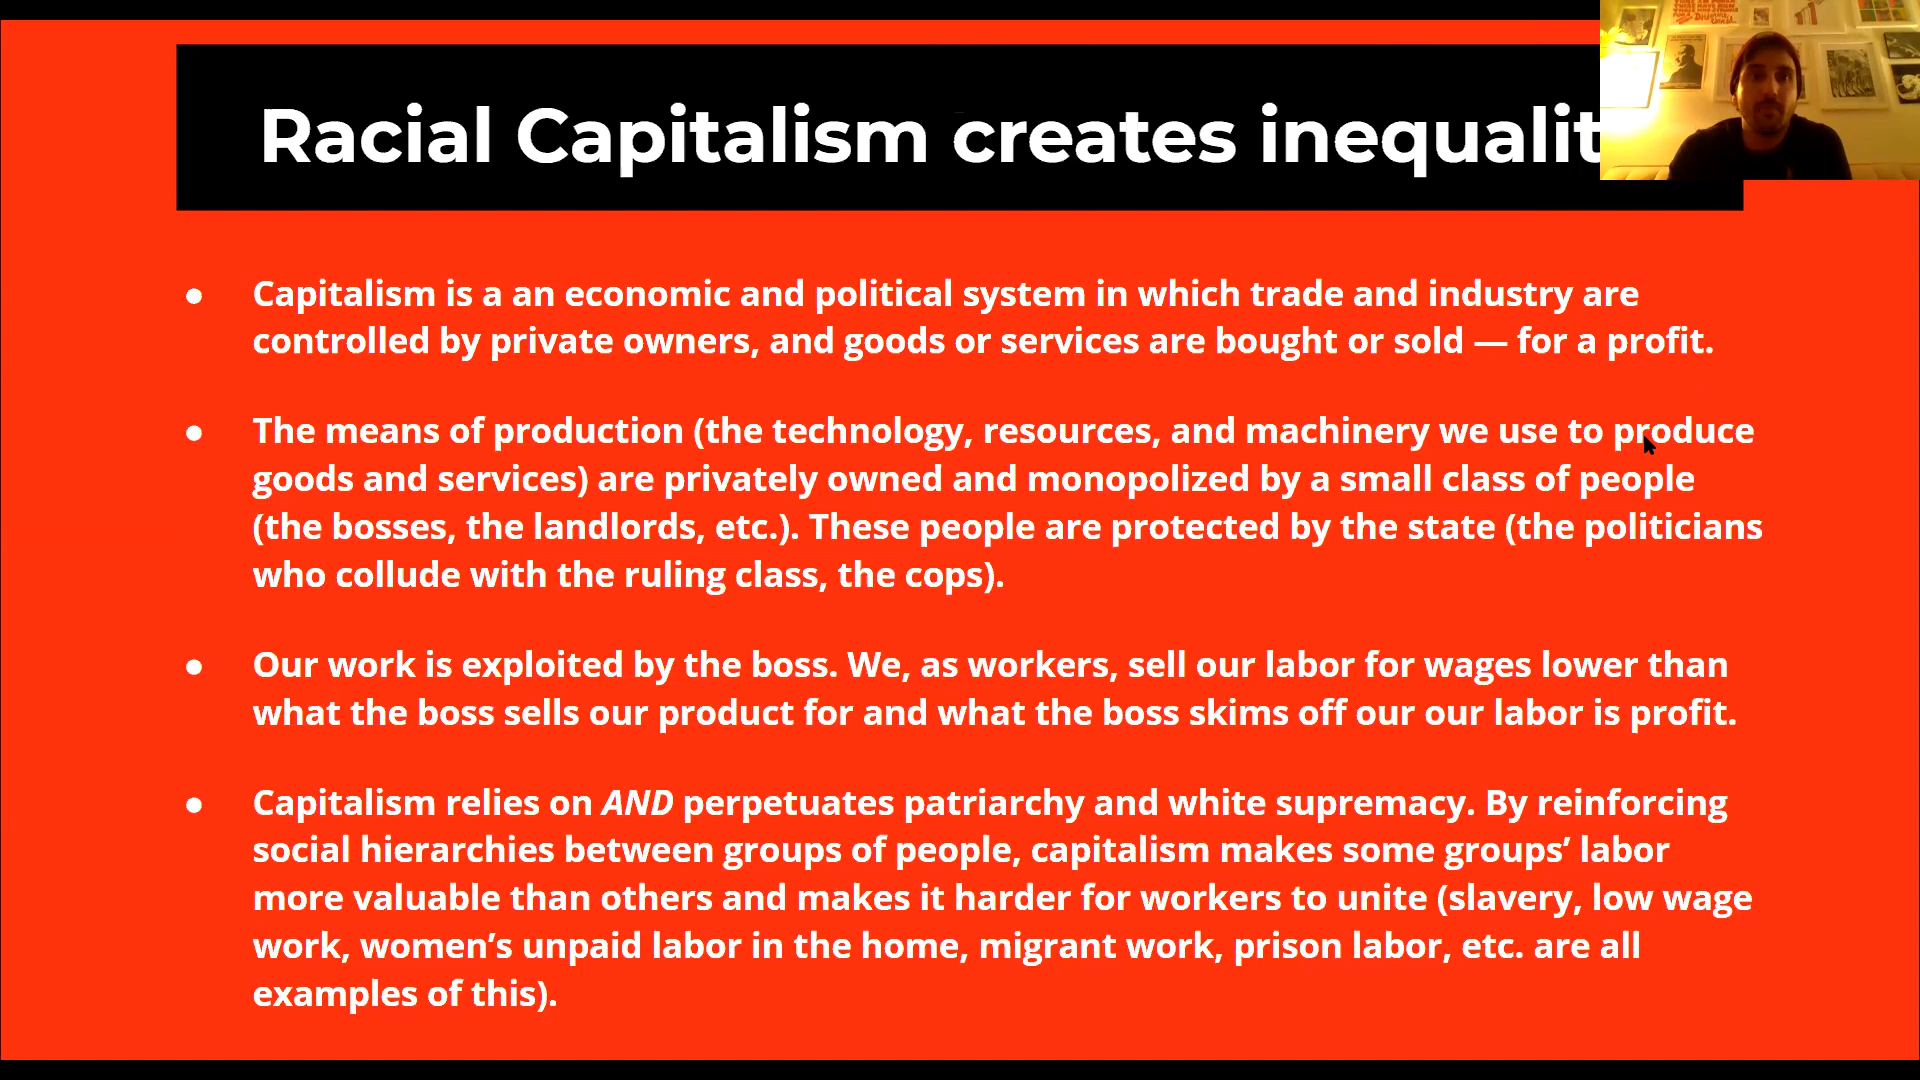 Racial Capitalism creates inequalit
● Capitalism is a an economic and political system in which trade and industry are
controlled by private owners, and goods or services are bought or sold — for a profit.
● The means of production (the technology, resources, and machinery we use to produce
goods and services) are privately owned and monopolized by a small class of people
(the bosses, the landlords, etc.). These people are protected by the state (the politicians
who collude with the ruling class, the cops).
● Our work is exploited by the boss. We, as workers, sell our labor for wages lower than
what the boss sells our product for and what the boss skims off our our labor is profit.
● Capitalism relies on AND perpetuates patriarchy and white supremacy. By reinforcing
social hierarchies between groups of people, capitalism makes some groups’ labor
more valuable than others and makes it harder for workers to unite (slavery, low wage
work, women’s unpaid labor in the home, migrant work, prison labor, etc. are all
examples of this).